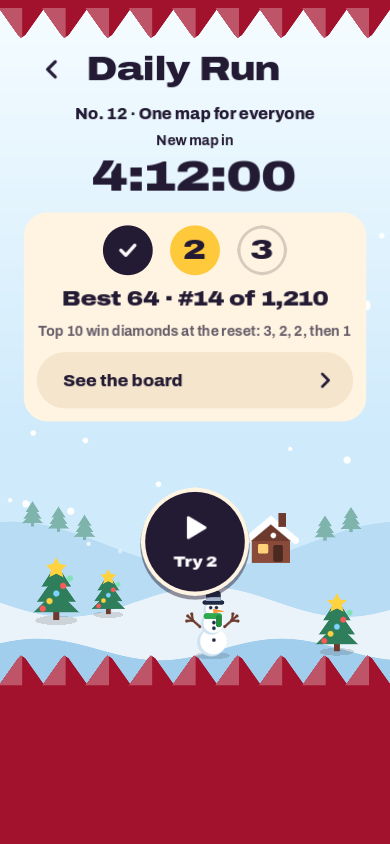 Daily Run
No. 12 · One map for everyone
New map in
4:12:00
2 3
Best 64 · #14 of 1,210
Top 10 win diamonds at the reset: 3, 2, 2, then 1
See the board
Try 2